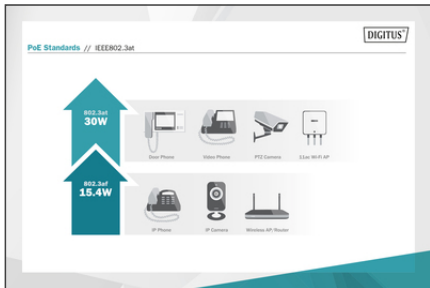 DIGITUS®
PoE Standards // IEEE802.3at
802.3at
30W
Door Phone Video Phone PTZ Camera 11ac Wi-Fi AP
802.3af
15.4W
IP Phone IP Camera Wireless AP/Router